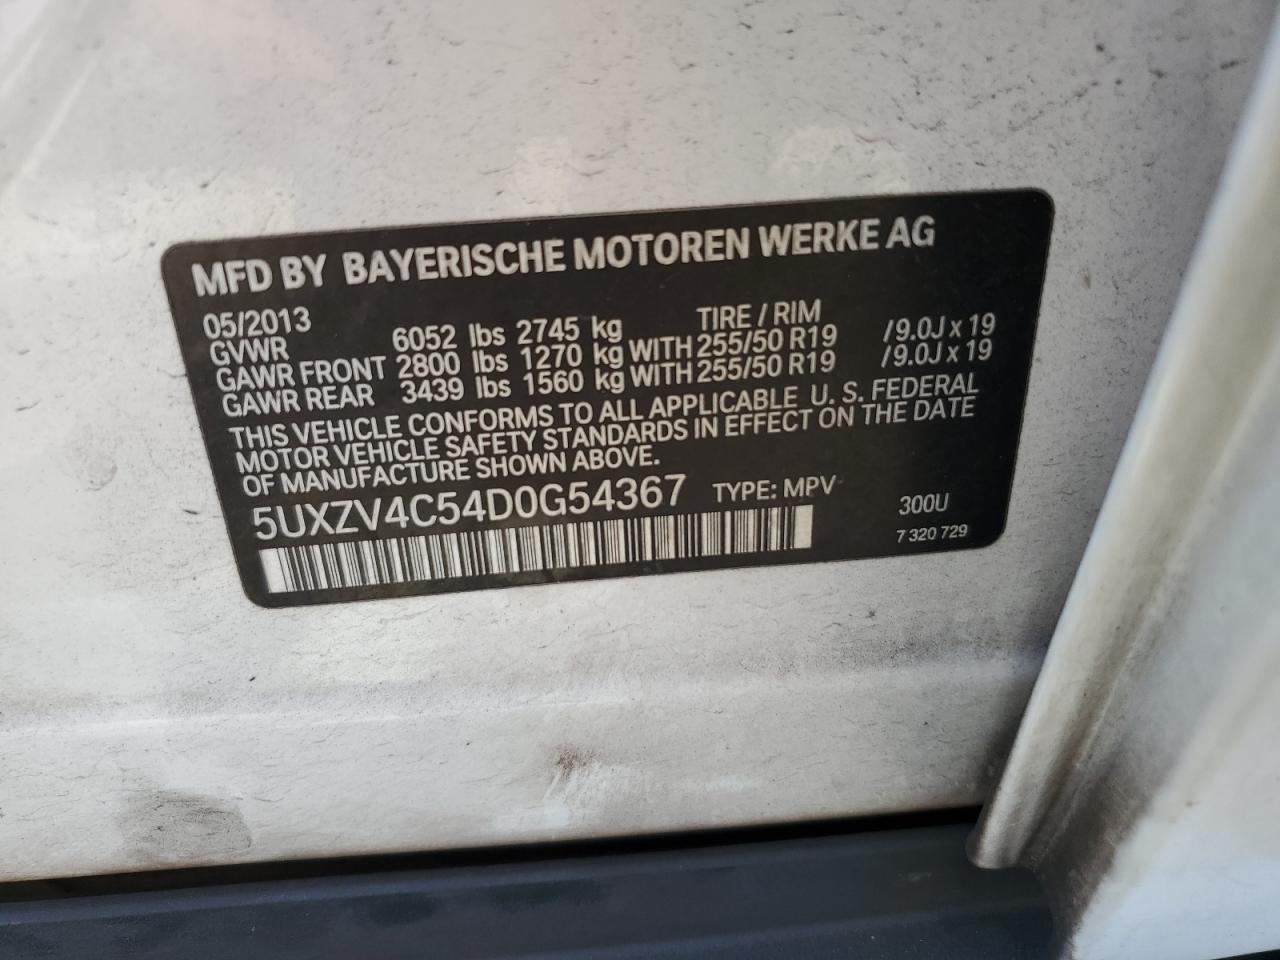 MFD BY BAYERISCHE MOTOREN WERKE AG
05/2013 TIRE / RIM
GVWR 6052 lbs 2745 kg
GAWR FRONT 2800 lbs 1270 kg WITH 255/50 R19 /9.0J x 19
GAWR REAR 3439 lbs 1560 kg WITH 255/50 R19 /9.0J x 19
THIS VEHICLE CONFORMS TO ALL APPLICABLE U. S. FEDERAL
MOTOR VEHICLE SAFETY STANDARDS IN EFFECT ON THE DATE
OF MANUFACTURE SHOWN ABOVE.
5UXZV4C54D0G54367 TYPE: MPV 300U
7 320 729